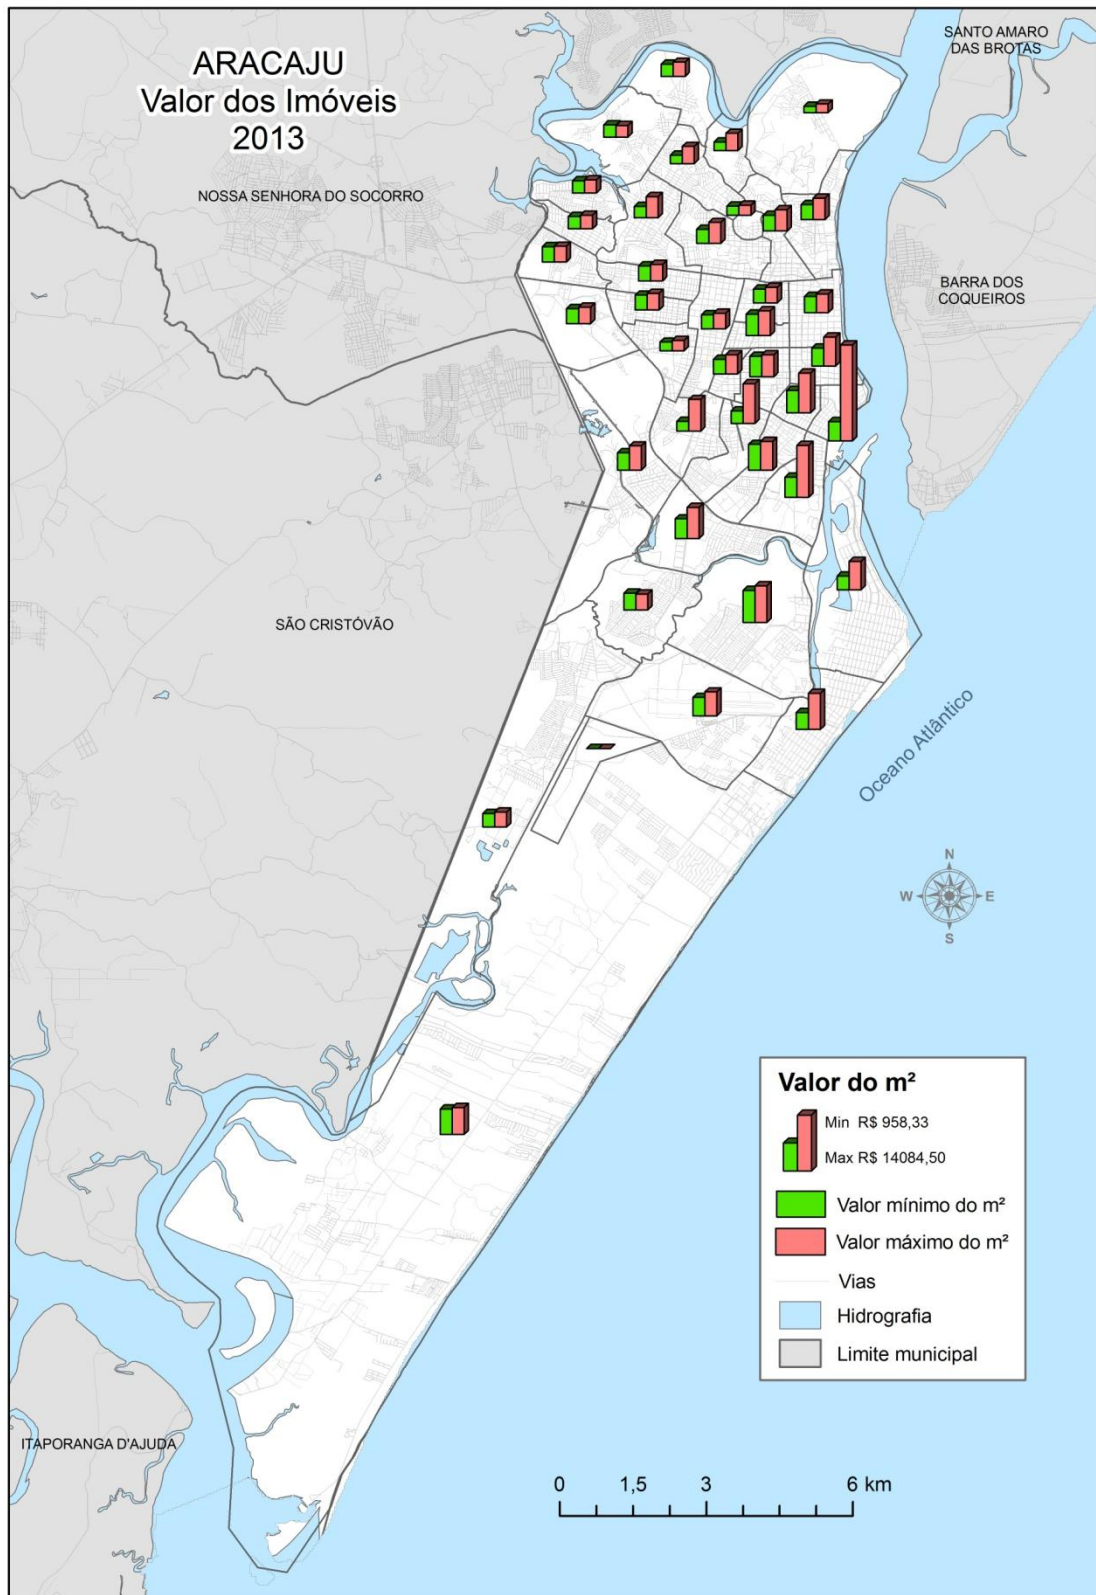 ARACAJU
Valor dos Imóveis
2013
SANTO AMARO
DAS BROTAS
NOSSA SENHORA DO SOCORRO
BARRA DOS
COQUEIROS
SÃO CRISTÓVÃO
Oceano Atlântico
N
W
E
S
Valor do m²
Min R$ 958,33
Max R$ 14084,50
Valor mínimo do m²
Valor máximo do m²
Vias
Hidrografia
Limite municipal
ITAPORANGA D'AJUDA
0 1,5 3 6 km